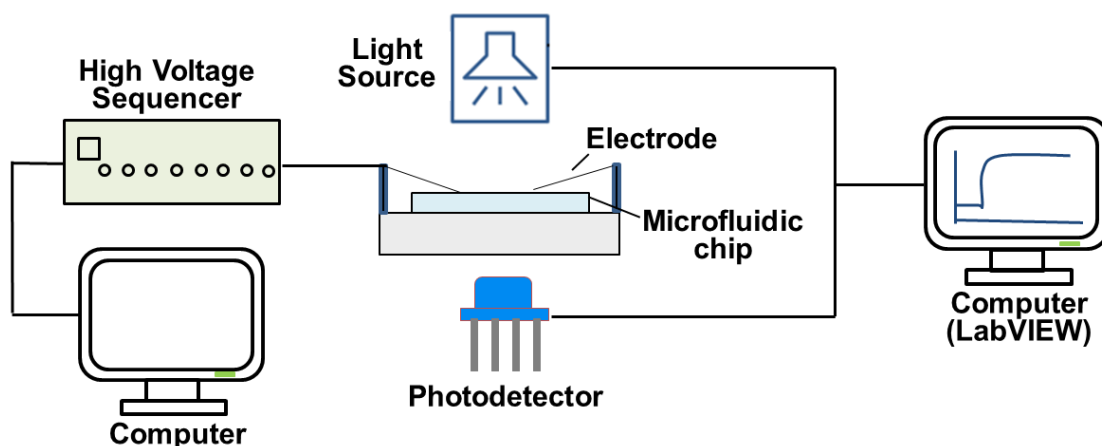 High Voltage
Sequencer
Light
Source
Electrode
Microfluidic
chip
Photodetector
Computer
Computer
(LabVIEW)